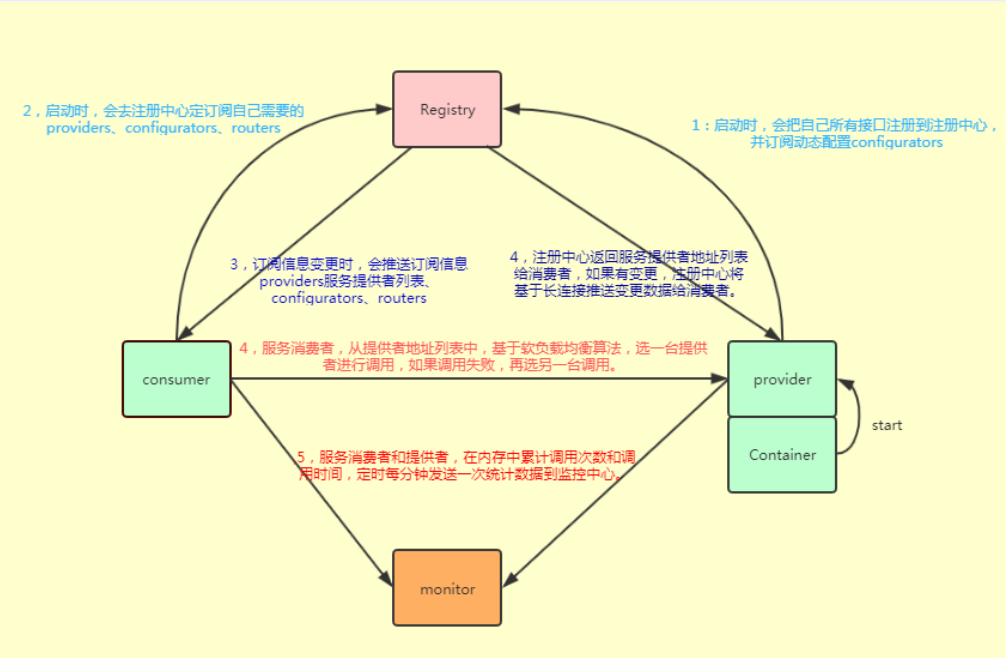 Registry
2，启动时，会去注册中心定订阅自己需要的
providers、configurators、routers
1：启动时，会把自己所有接口注册到注册中心，
并订阅动态配置configurators
3，订阅信息变更时，会推送订阅信息
providers服务提供者列表、
configurators、routers
4，注册中心返回服务提供者地址列表
给消费者，如果有变更，注册中心将
基于长连接推送变更数据给消费者。
4，服务消费者，从提供者地址列表中，基于软负载均衡算法，选一台提供
者进行调用，如果调用失败，再选另一台调用。
consumer
provider
start
Container
5，服务消费者和提供者，在内存中累计调用次数和调
用时间，定时每分钟发送一次统计数据到监控中心。
monitor